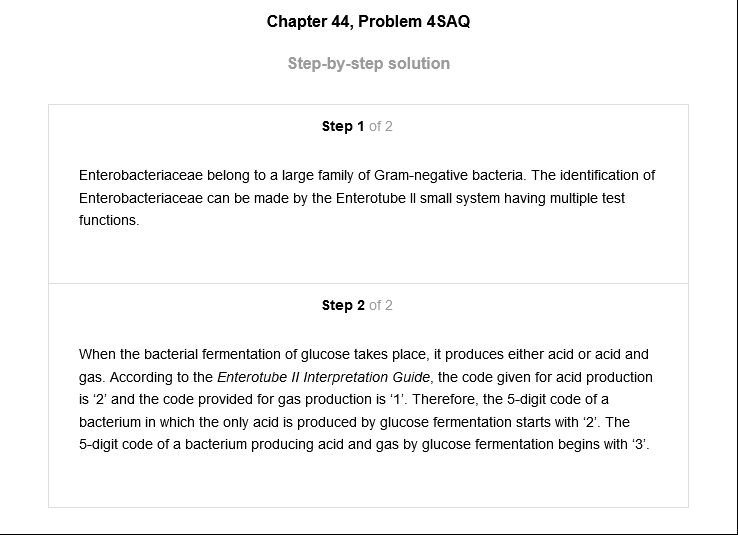 Chapter 44, Problem 4SAQ
Step-by-step solution
Step 1 of 2
Enterobacteriaceae belong to a large family of Gram-negative bacteria. The identification of
Enterobacteriaceae can be made by the Enterotube II small system having multiple test
functions.
Step 2 of 2
When the bacterial fermentation of glucose takes place, it produces either acid or acid and
gas. According to the Enterotube II Interpretation Guide, the code given for acid production
is ‘2’ and the code provided for gas production is ‘1’. Therefore, the 5-digit code of a
bacterium in which the only acid is produced by glucose fermentation starts with ‘2’. The
5-digit code of a bacterium producing acid and gas by glucose fermentation begins with ‘3’.